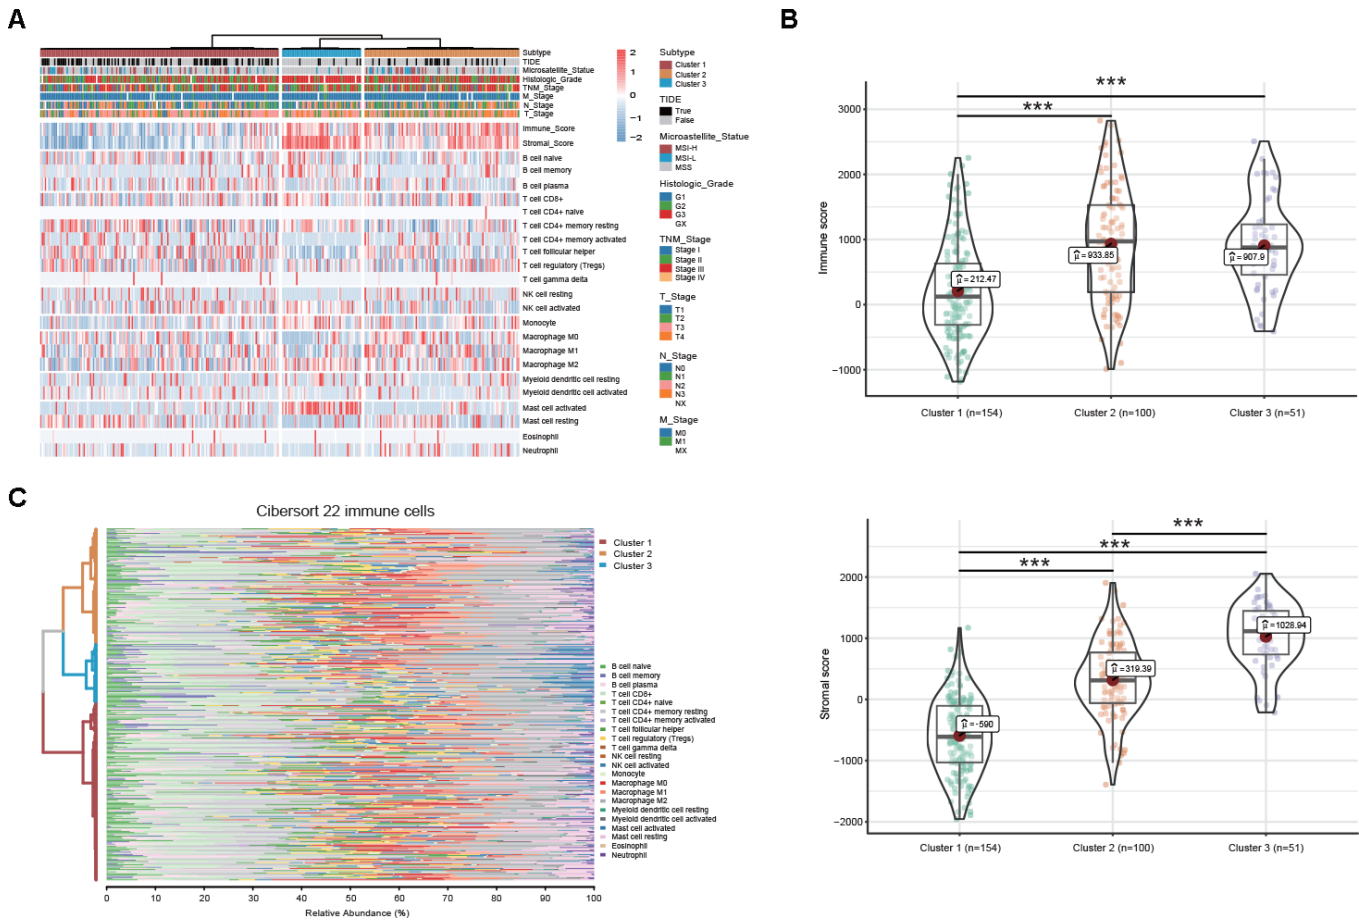 A
Subtype
TIDE
Microsatellite_Statue
Histologic_Grade
TNM_Stage
M_Stage
N_Stage
T_Stage
Immune_Score
Stromal_Score
B cell naive
B cell memory
B cell plasma
T cell CD8+
T cell CD4+ naive
T cell CD4+ memory resting
T cell CD4+ memory activated
T cell follicular helper
T cell regulatory (Tregs)
T cell gamma delta
NK cell resting
NK cell activated
Monocyte
Macrophage M0
Macrophage M1
Macrophage M2
Myeloid dendritic cell resting
Myeloid dendritic cell activated
Mast cell activated
Mast cell resting
Eosinophil
Neutrophil
2
1
0
−1
−2
Subtype
Cluster 1
Cluster 2
Cluster 3
TIDE
True
False
Microastellite_Statue
MSI-H
MSI-L
MSS
Histologic_Grade
G1
G2
G3
GX
TNM_Stage
Stage I
Stage II
Stage III
Stage IV
T_Stage
T1
T2
T3
T4
N_Stage
N0
N1
N2
N3
NX
M_Stage
M0
M1
MX
B
***
***
3000
2000
1000
0
−1000
Immune score
μ̂=212.47
μ̂=933.85
μ̂=907.9
Cluster 1 (n=154)
Cluster 2 (n=100)
Cluster 3 (n=51)
***
***
***
2000
1000
0
−1000
−2000
Stromal score
μ̂=-590
μ̂=319.39
μ̂=1028.94
Cluster 1 (n=154)
Cluster 2 (n=100)
Cluster 3 (n=51)
C
Cibersort 22 immune cells
Cluster 1
Cluster 2
Cluster 3
B cell naive
B cell memory
B cell plasma
T cell CD8+
T cell CD4+ naive
T cell CD4+ memory resting
T cell CD4+ memory activated
T cell follicular helper
T cell regulatory (Tregs)
T cell gamma delta
NK cell resting
NK cell activated
Monocyte
Macrophage M0
Macrophage M1
Macrophage M2
Myeloid dendritic cell resting
Myeloid dendritic cell activated
Mast cell activated
Mast cell resting
Eosinophil
Neutrophil
0 10 20 30 40 50 60 70 80 90 100
Relative Abundance (%)